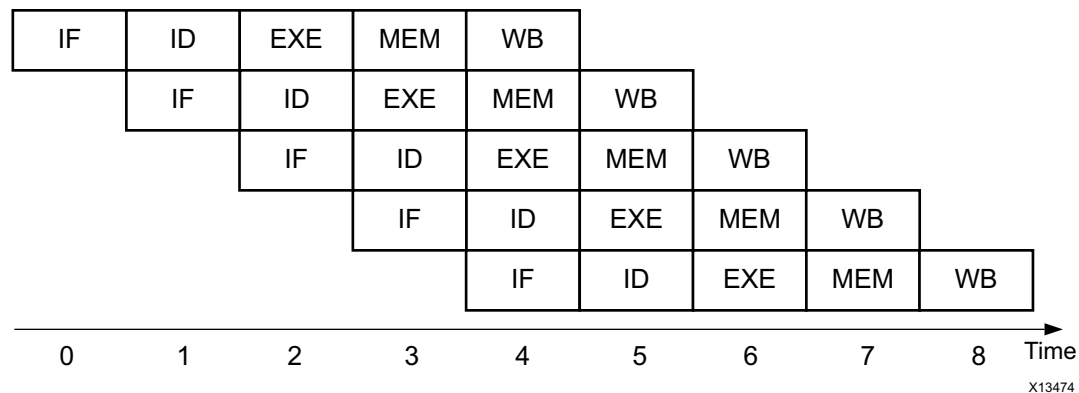 IF ID EXE MEM WB
IF ID EXE MEM WB
IF ID EXE MEM WB
IF ID EXE MEM WB
IF ID EXE MEM WB
0 1 2 3 4 5 6 7 8 Time
X13474